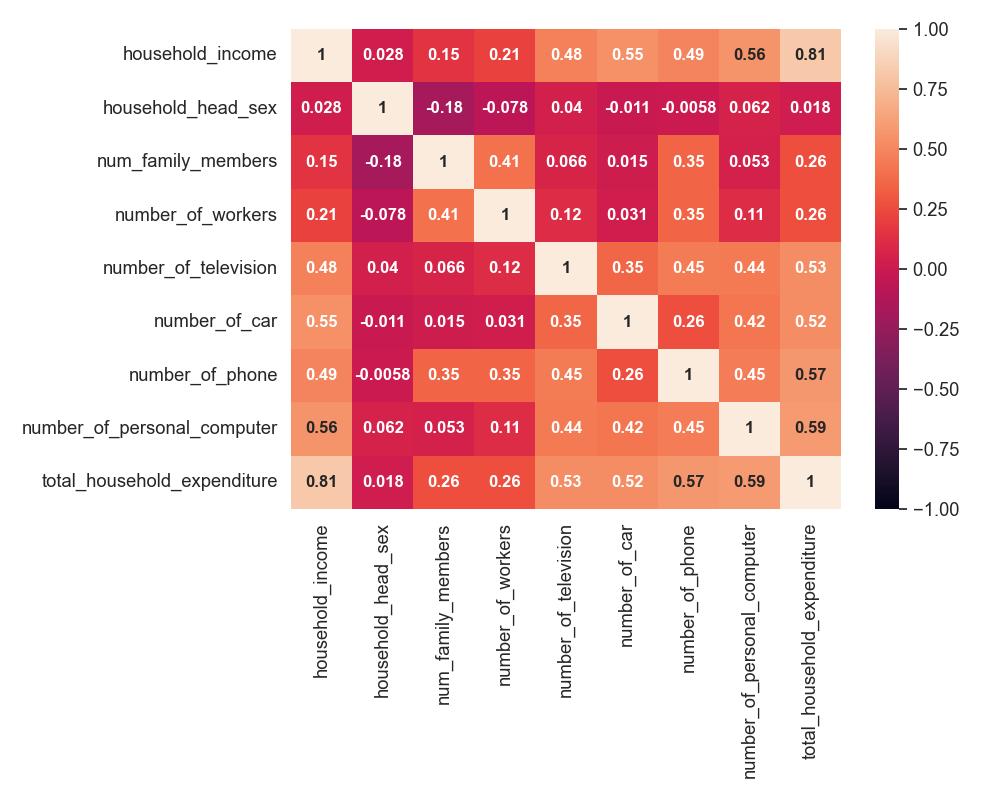 household_income 1 0.028 0.15 0.21 0.48 0.55 0.49 0.56 0.81
household_head_sex 0.028 1 -0.18 -0.078 0.04 -0.011 -0.0058 0.062 0.018
num_family_members 0.15 -0.18 1 0.41 0.066 0.015 0.35 0.053 0.26
number_of_workers 0.21 -0.078 0.41 1 0.12 0.031 0.35 0.11 0.26
number_of_television 0.48 0.04 0.066 0.12 1 0.35 0.45 0.44 0.53
number_of_car 0.55 -0.011 0.015 0.031 0.35 1 0.26 0.42 0.52
number_of_phone 0.49 -0.0058 0.35 0.35 0.45 0.26 1 0.45 0.57
number_of_personal_computer 0.56 0.062 0.053 0.11 0.44 0.42 0.45 1 0.59
total_household_expenditure 0.81 0.018 0.26 0.26 0.53 0.52 0.57 0.59 1
household_income
household_head_sex
num_family_members
number_of_workers
number_of_television
number_of_car
number_of_phone
number_of_personal_computer
total_household_expenditure
1.00
0.75
0.50
0.25
0.00
−0.25
−0.50
−0.75
−1.00